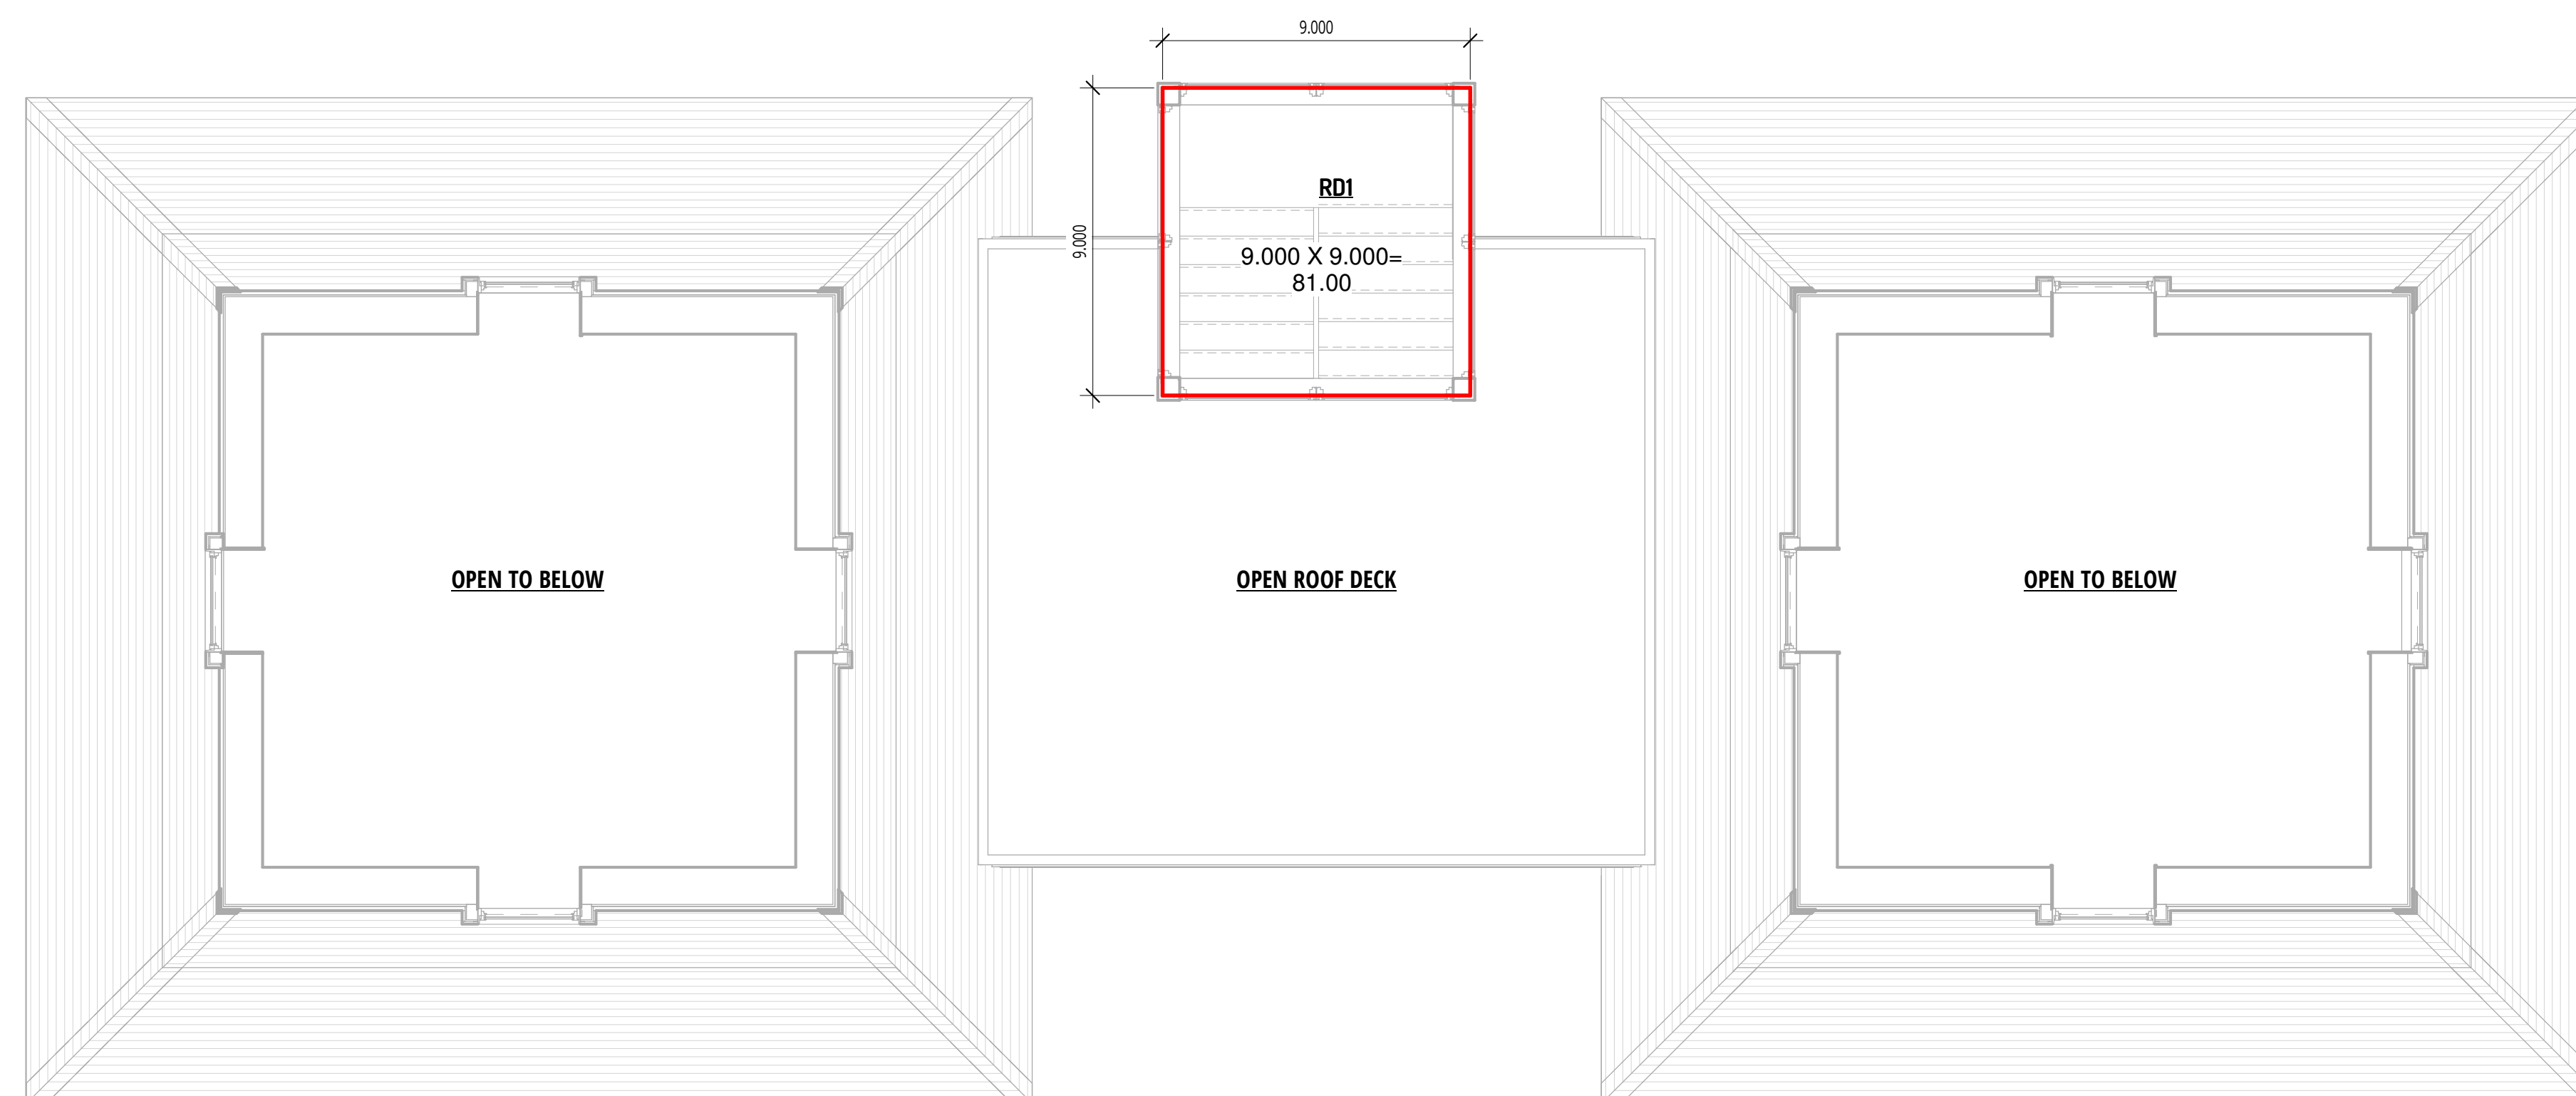 9.000
9.000
RD1
9.000 X 9.000=
81.00
OPEN TO BELOW
OPEN ROOF DECK
OPEN TO BELOW